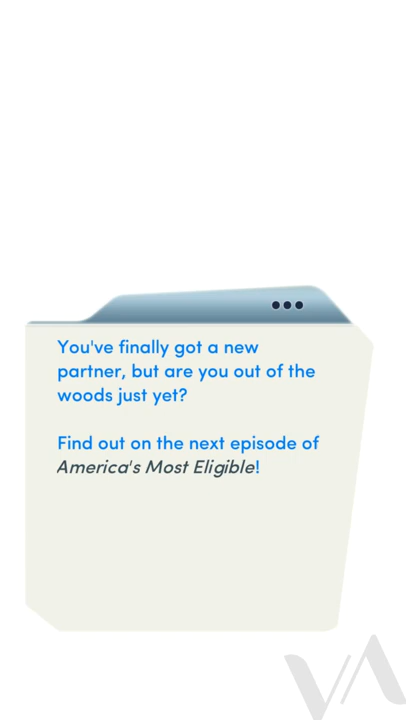 You've finally got a new
partner, but are you out of the
woods just yet?
Find out on the next episode of
America's Most Eligible!